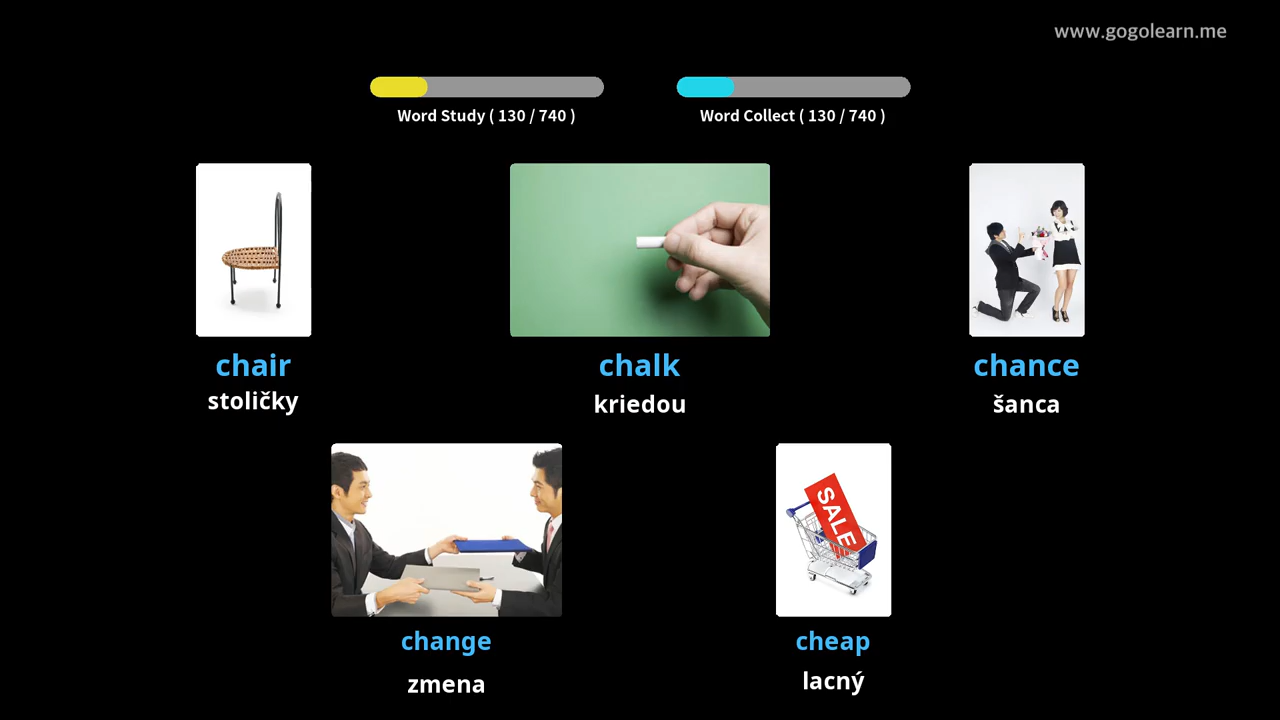 www.gogolearn.me
Word Study ( 130 / 740 )
Word Collect ( 130 / 740 )
chair
stoličky
chalk
kriedou
chance
šanca
change
zmena
SALE
cheap
lacný